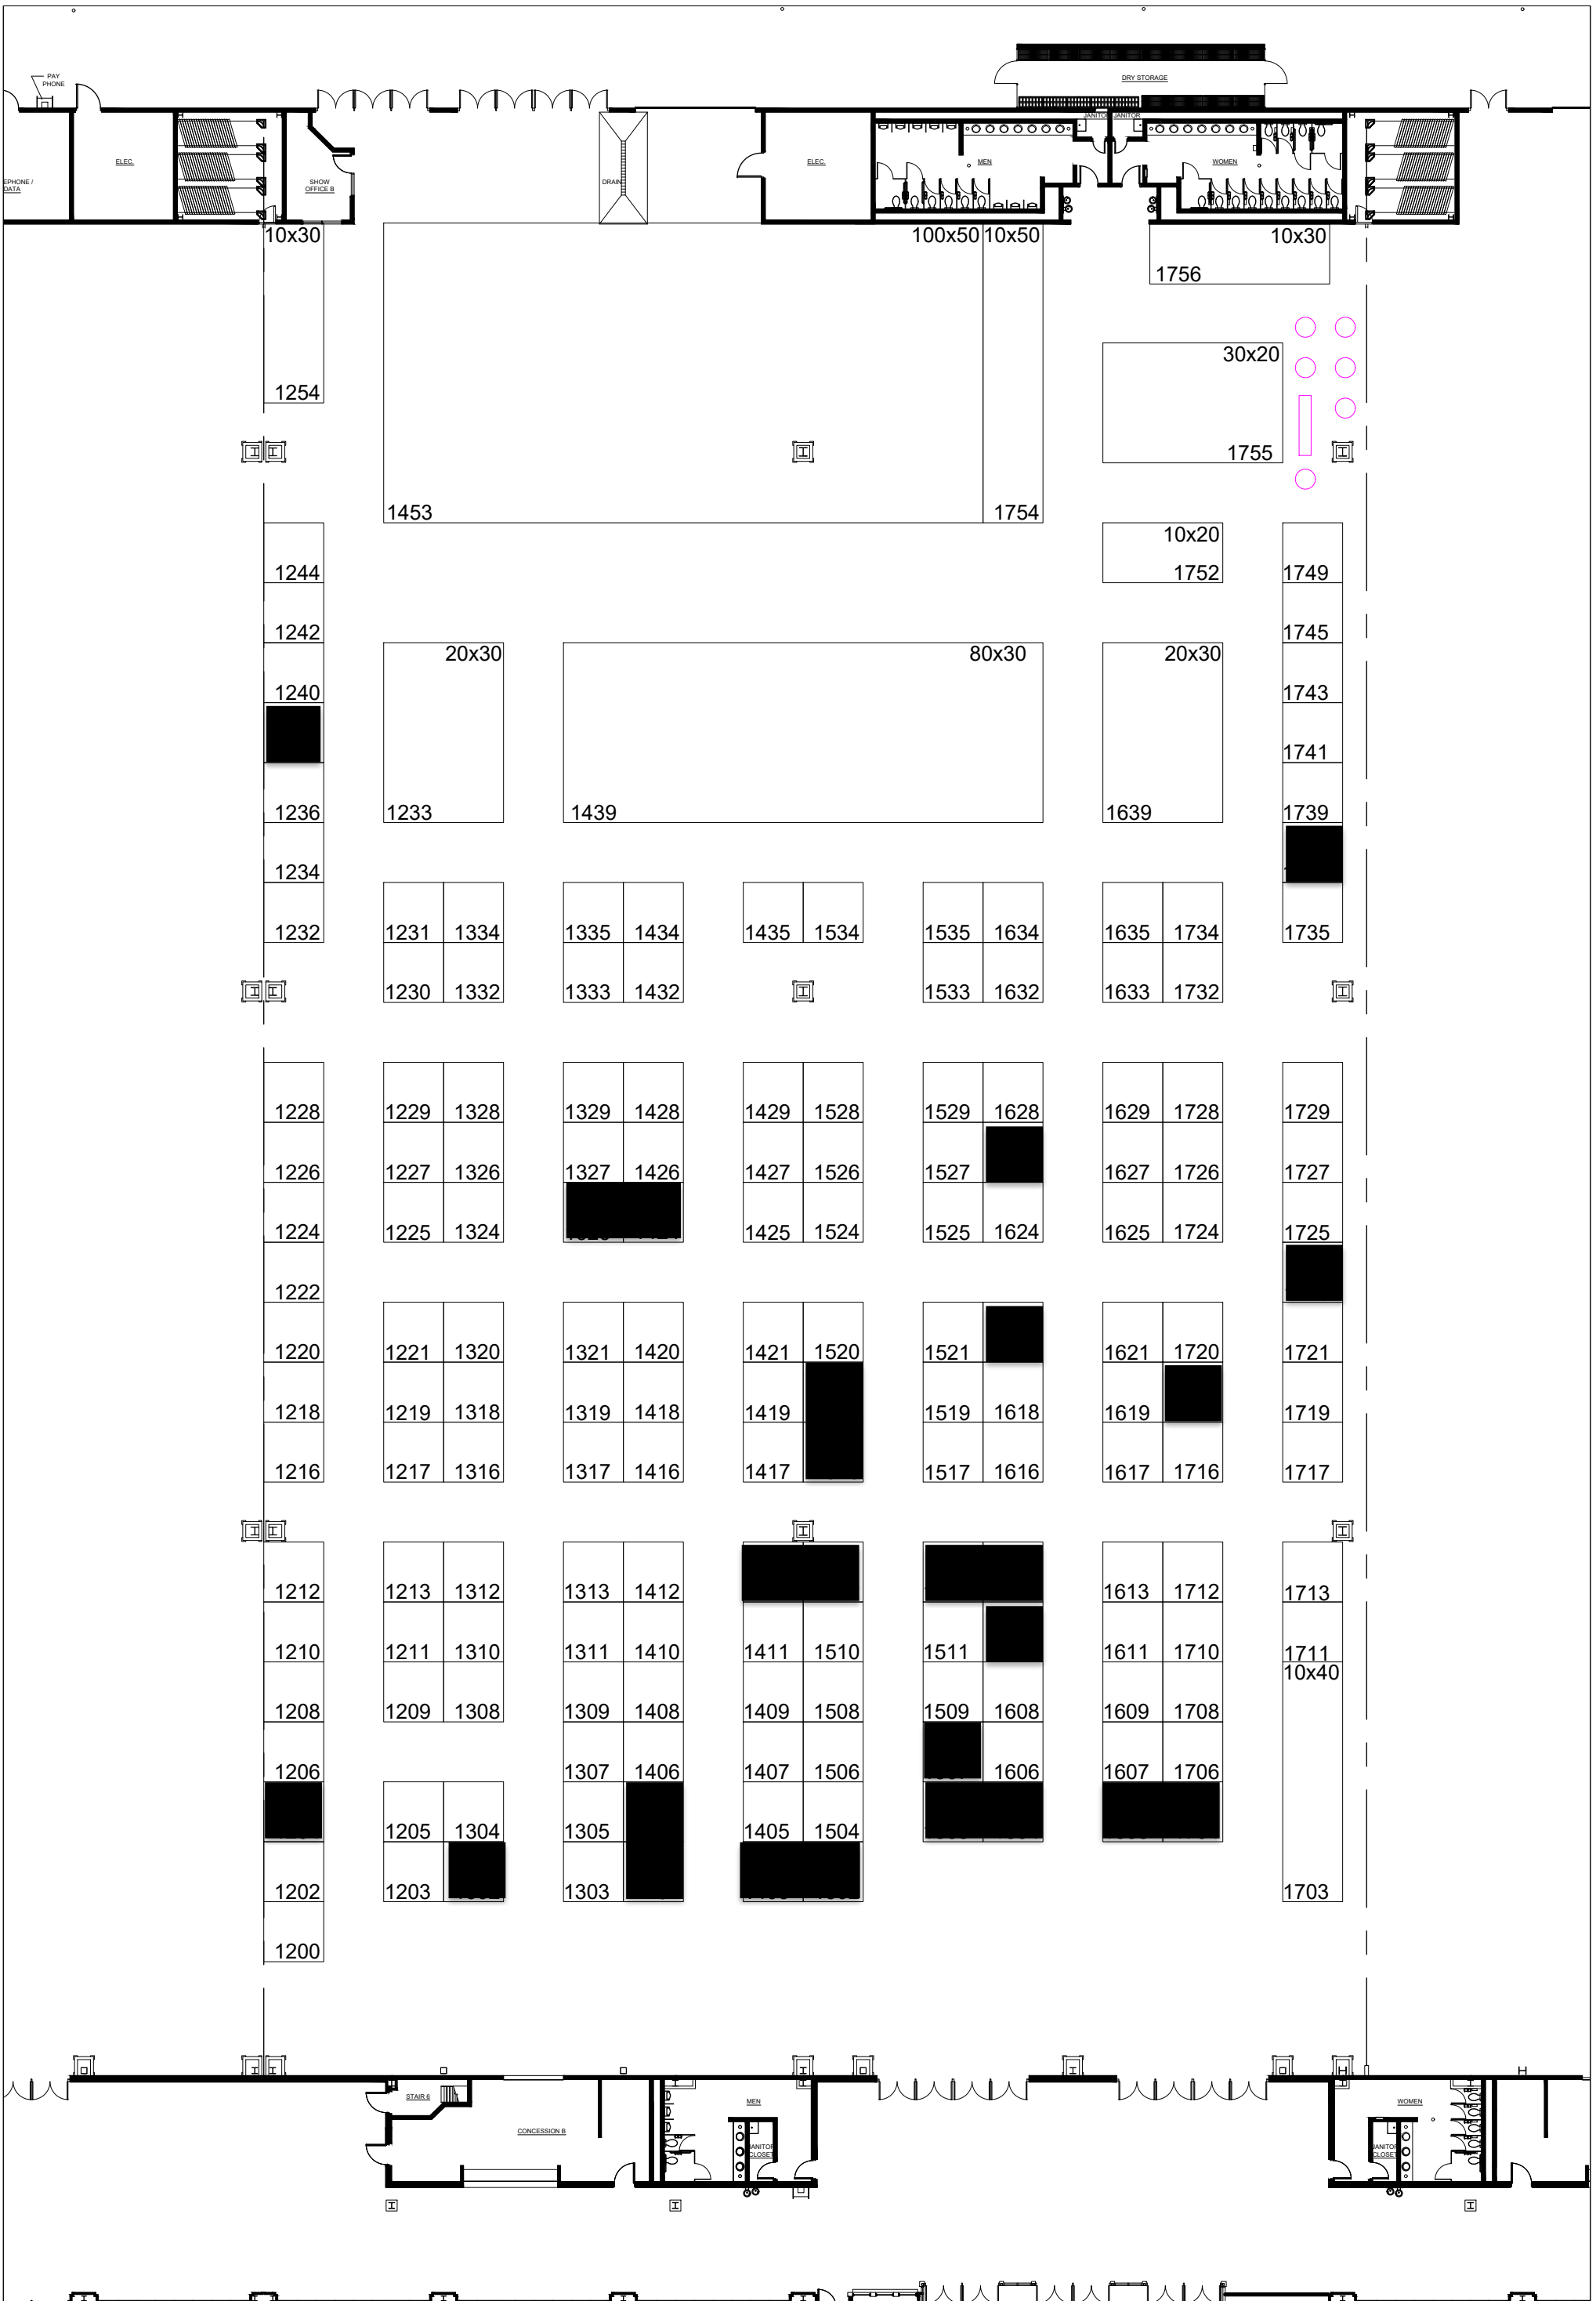 PAY
PHONE
DRY STORAGE
JANITOR JANITOR
ELEC.
SHOW
OFFICE B
EPHONE /
DATA
DRAIN
ELEC.
MEN
WOMEN
10x30 100x50 10x50 10x30
1756
30x20
1254
1755
1453 1754
10x20
1244 1752 1749
1242 1745
20x30 80x30 20x30
1240 1743
1741
1236 1233 1439 1639 1739
1234
1232 1231 1334 1335 1434 1435 1534 1535 1634 1635 1734 1735
1230 1332 1333 1432 1533 1632 1633 1732
1228 1229 1328 1329 1428 1429 1528 1529 1628 1629 1728 1729
1226 1227 1326 1327 1426 1427 1526 1527 1627 1726 1727
1224 1225 1324 1425 1524 1525 1624 1625 1724 1725
1222
1220 1221 1320 1321 1420 1421 1520 1521 1621 1720 1721
1218 1219 1318 1319 1418 1419 1519 1618 1619 1719
1216 1217 1316 1317 1416 1417 1517 1616 1617 1716 1717
1212 1213 1312 1313 1412 1613 1712 1713
1210 1211 1310 1311 1410 1411 1510 1511 1611 1710 1711
10x40
1208 1209 1308 1309 1408 1409 1508 1509 1608 1609 1708
1206 1307 1406 1407 1506 1606 1607 1706
1205 1304 1305 1405 1504
1202 1203 1303 1703
1200
STAIR 6
MEN
WOMEN
CONCESSION B
JANITOR
CLOSET
JANITOR
CLOSET